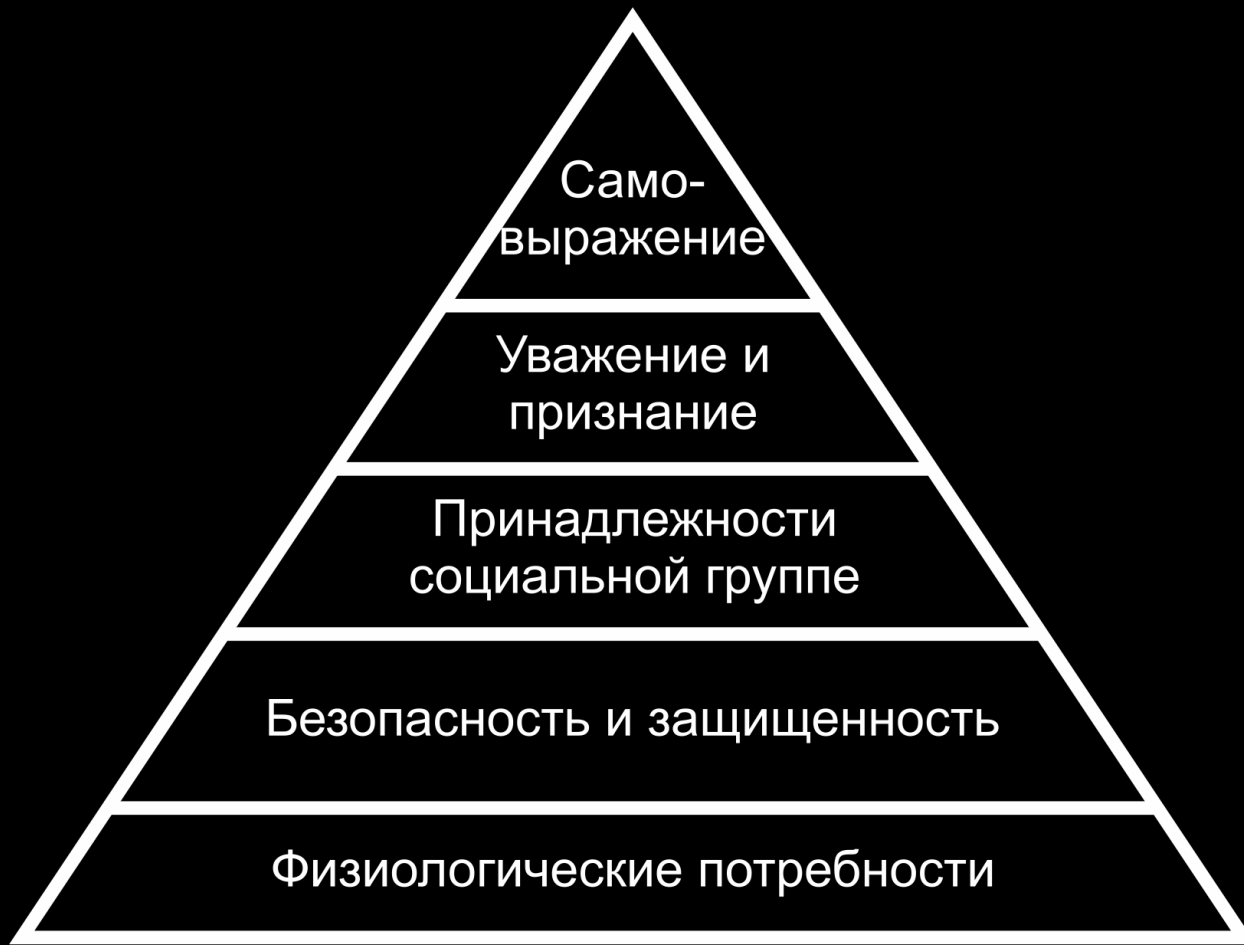 Само-
выражение
Уважение и
признание
Принадлежности
социальной группе
Безопасность и защищенность
Физиологические потребности